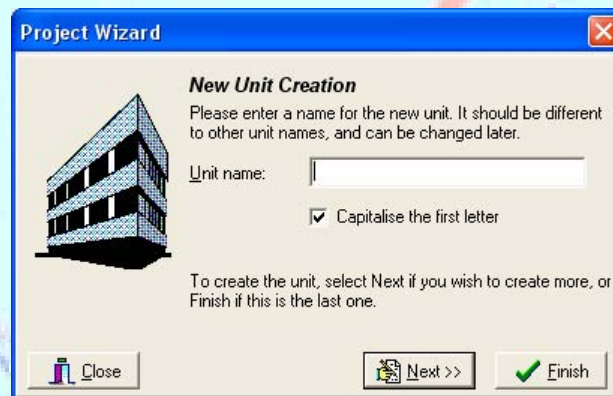 Project Wizard
New Unit Creation
Please enter a name for the new unit. It should be different
to other unit names, and can be changed later.
Unit name:
Capitalise the first letter
To create the unit, select Next if you wish to create more, or
Finish if this is the last one.
Close
Next >>
Finish